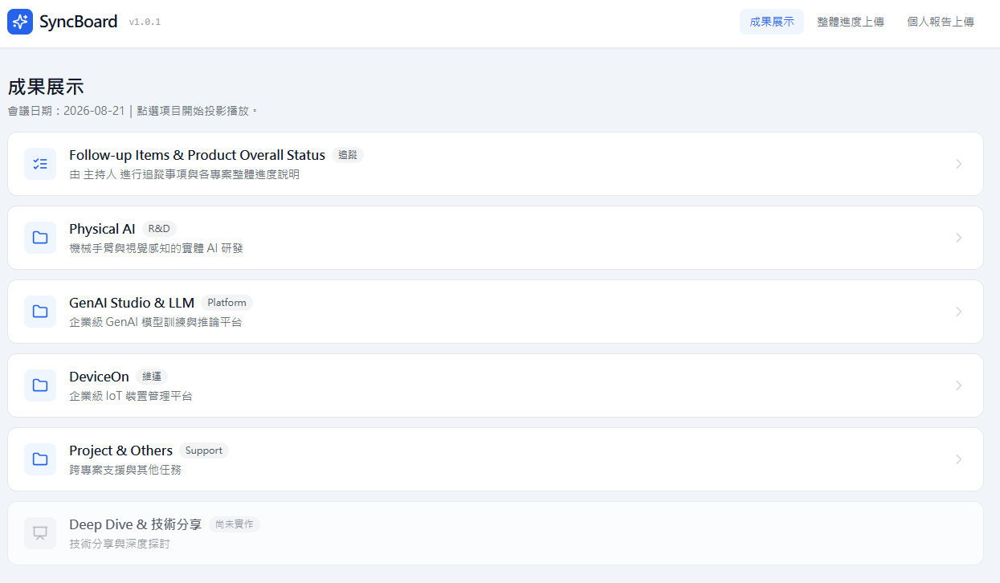 SyncBoard v1.0.1 成果展示 整體進度上傳 個人報告上傳
成果展示
會議日期：2026-08-21 | 點選項目開始投影播放。
Follow-up Items & Product Overall Status 追蹤
由 主持人 進行追蹤事項與各專案整體進度說明
Physical AI R&D
機械手臂與視覺感知的實體 AI 研發
GenAI Studio & LLM Platform
企業級 GenAI 模型訓練與推論平台
DeviceOn 維運
企業級 IoT 裝置管理平台
Project & Others Support
跨專案支援與其他任務
Deep Dive & 技術分享 尚未實作
技術分享與深度探討